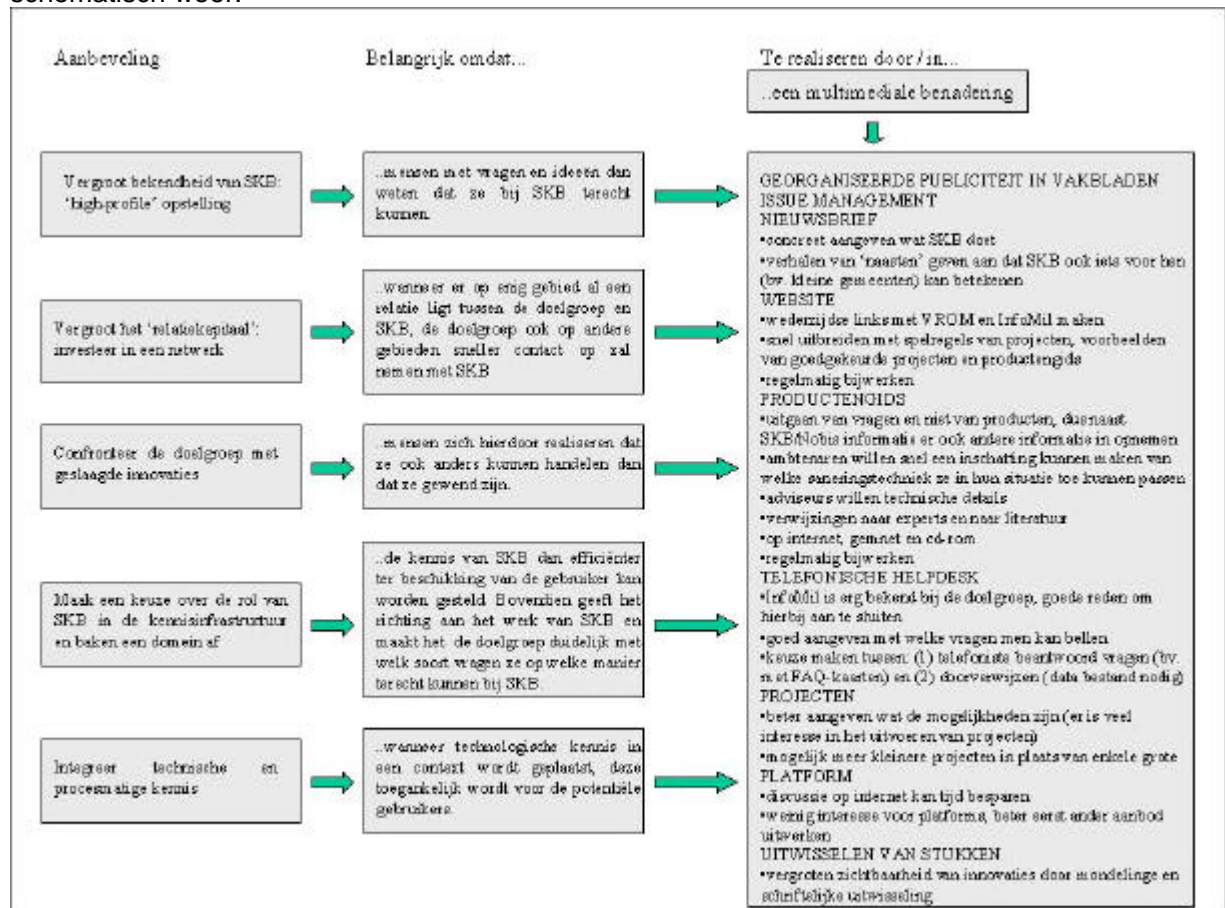 schematisch weer.
Aanbeveling
Belangrijk omdat...
Te realiseren door/in...
..een multimediale benadering
Vergroot bekendheid van SKB:
'high-profile' opstelling
..mensen met vragen en ideeën dan
weten dat ze bij SKB terecht
kunnen.
Vergroot het 'relatiekapitaal':
investeer in een netwerk
..wanneer er op enig gebied al een
relatie ligt tussen de doelgroep en
SKB, de doelgroep ook op andere
gebieden sneller contact op zal
nemen met SKB
Confronteer de doelgroep met
geslaagde innovaties
..mensen zich hierdoor realiseren dat
ze ook anders kunnen handelen dan
dat ze gewend zijn.
Maak een keuze over de rol van
SKB in de kennisinfrastructuur
en baken een domein af
..de kennis van SKB dan efficiënter
ter beschikking van de gebruiker kan
worden gesteld. Bovendien geeft het
richting aan het werk van SKB en
maakt het de doelgroep duidelijk met
welk soort vragen ze op welke manier
terecht kunnen bij SKB.
Integreer technische en
procesmatige kennis
..wanneer technologische kennis in
een context wordt geplaatst, deze
toegankelijk wordt voor de potentiële
gebruikers.
GEORGANISEERDE PUBLICITEIT IN VAKBLADEN
ISSUE MANAGEMENT
NIEUWSBRIEF
•concreet aangeven wat SKB doet
•verhalen van 'naasten' geven aan dat SKB ook iets voor hen
(bv. kleine gemeenten) kan betekenen
WEBSITE
•wederzijdse links met VROM en InfoMil maken
•snel uitbreiden met spelregels van projecten, voorbeelden
van goedgekeurde projecten en productengids
•regelmatig bijwerken
PRODUCTENGIDS
•uitgaan van vragen en niet van producten, dus naast
SKB/Nobis informatie er ook andere informatie in opnemen
•ambtenaren willen snel een inschatting kunnen maken van
welke saneringstechniek ze in hun situatie toe kunnen passen
•adviseurs willen technische details
•verwijzingen naar experts en naar literatuur
•op internet, gemnet en cd-rom
•regelmatig bijwerken
TELEFONISCHE HELPDESK
•InfoMil is erg bekend bij de doelgroep, goede reden om
hierbij aan te sluiten
•goed aangeven met welke vragen men kan bellen
•keuze maken tussen: (1) telefoniste beantwoord vragen (bv.
met FAQ-kaarten) en (2) doorverwijzen (data bestand nodig)
PROJECTEN
•beter aangeven wat de mogelijkheden zijn (er is veel
interesse in het uitvoeren van projecten)
•mogelijk meer kleinere projecten in plaats van enkele grote
PLATFORM
•discussie op internet kan tijd besparen
•weinig interesse voor platforms, beter eerst ander aanbod
uitwerken
UITWISSELEN VAN STUKKEN
•vergroten zichtbaarheid van innovaties door mondelinge en
schriftelijke uitwisseling